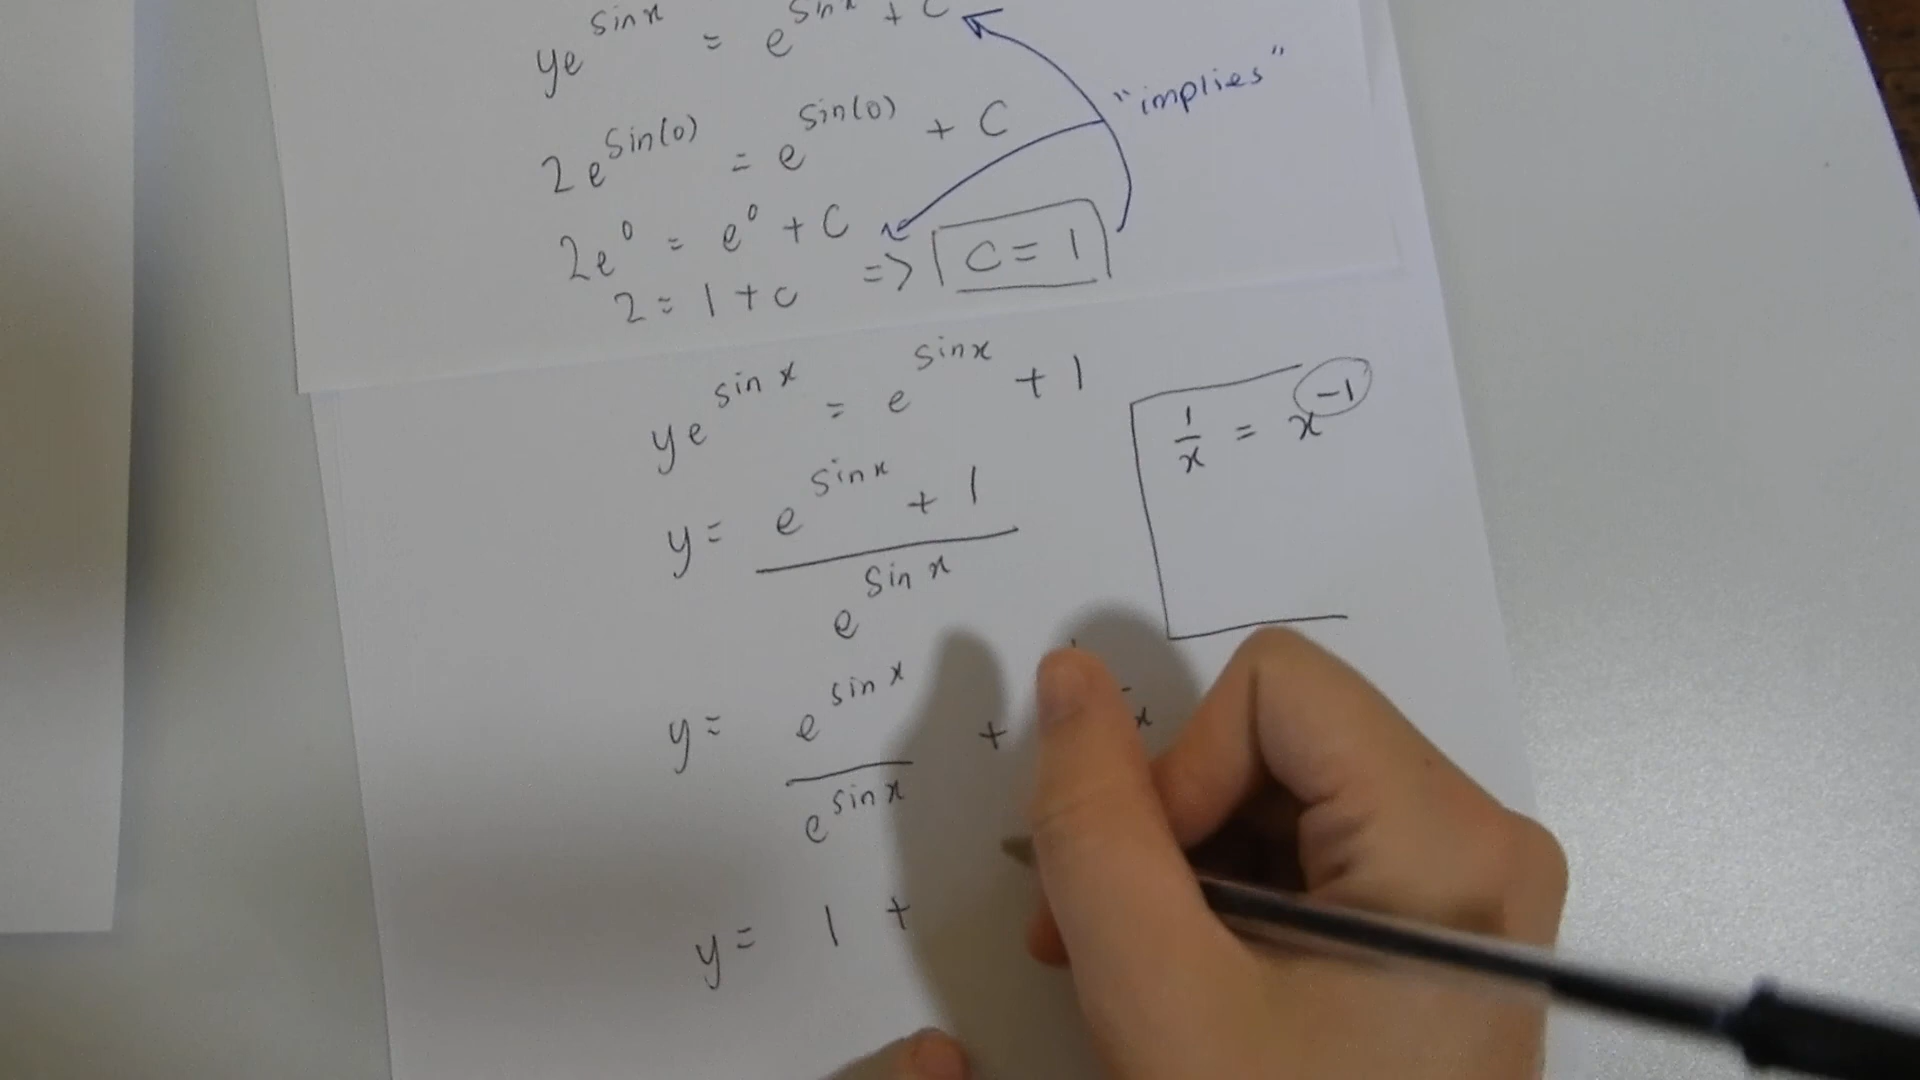 ye^sin x = e^sin x + C
"implies"
2e^sin(0) = e^sin(0) + C
2e^0 = e^0 + C
2 = 1 + c => C = 1
ye^sin x = e^sin x + 1
1/x = x^-1
y = (e^sin x + 1)/e^sin x
y = e^sin x/e^sin x +
y = 1 +